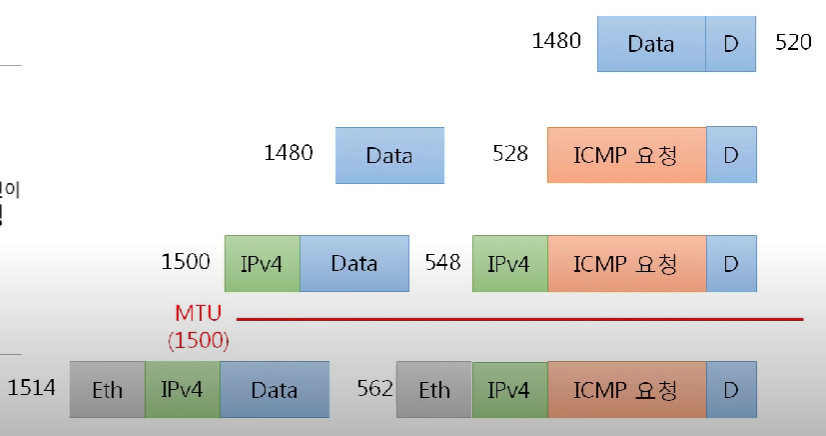 1480 Data D 520
1480 Data 528 ICMP 요청 D
1500 IPv4 Data 548 IPv4 ICMP 요청 D
MTU
(1500)
1514 Eth IPv4 Data 562 Eth IPv4 ICMP 요청 D